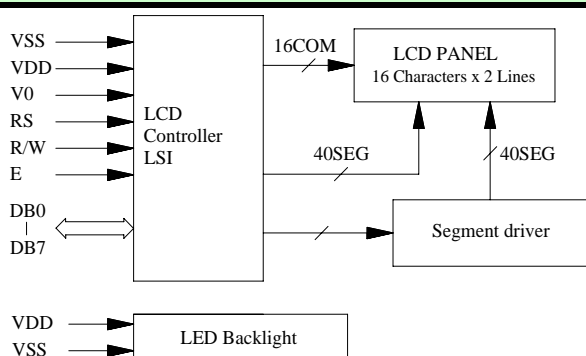 VSS
VDD
V0
RS
R/W
E
DB0
DB7
LCD
Controller
LSI
16COM
LCD PANEL
16 Characters x 2 Lines
40SEG
40SEG
Segment driver
VDD
VSS
LED Backlight